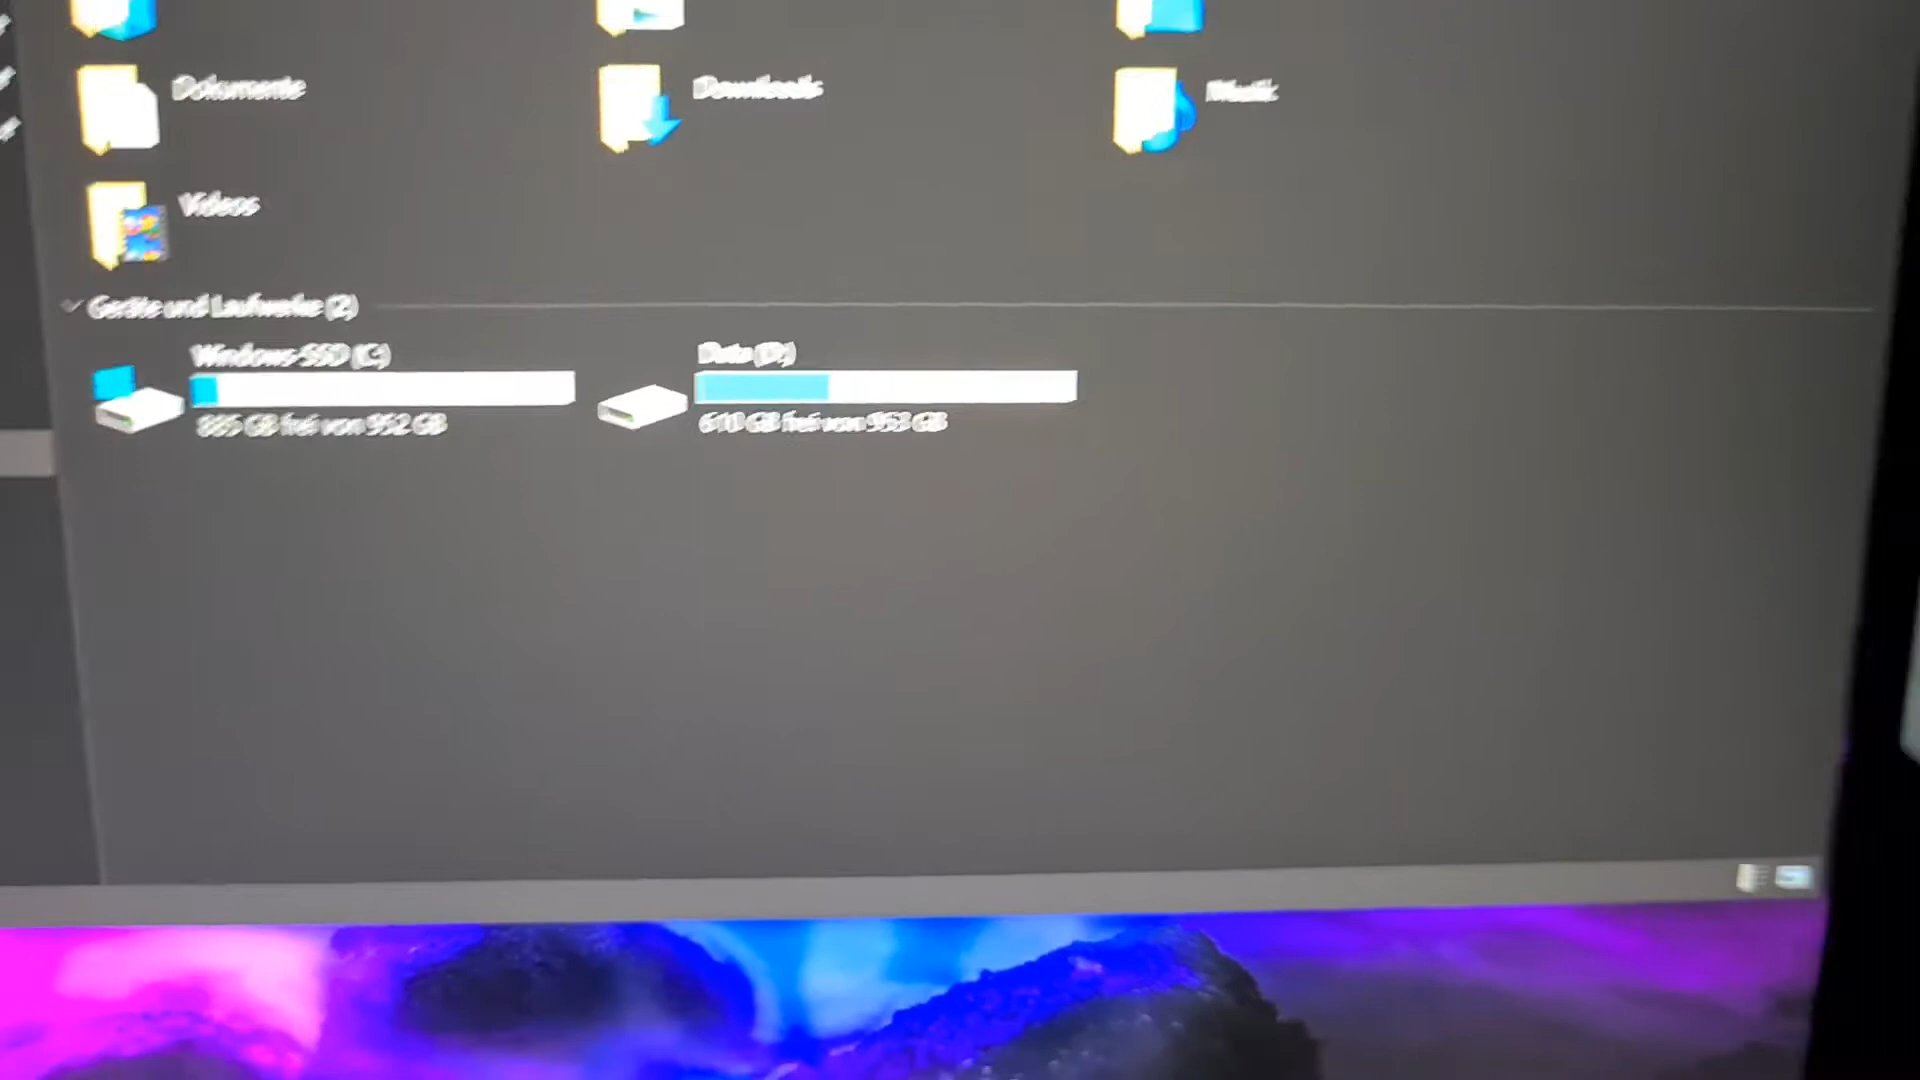 Dokumente
Downloads
Musik
Videos
Geräte und Laufwerke (2)
Windows-SSD (C:)
885 GB frei von 952 GB
Data (D:)
610 GB frei von 953 GB